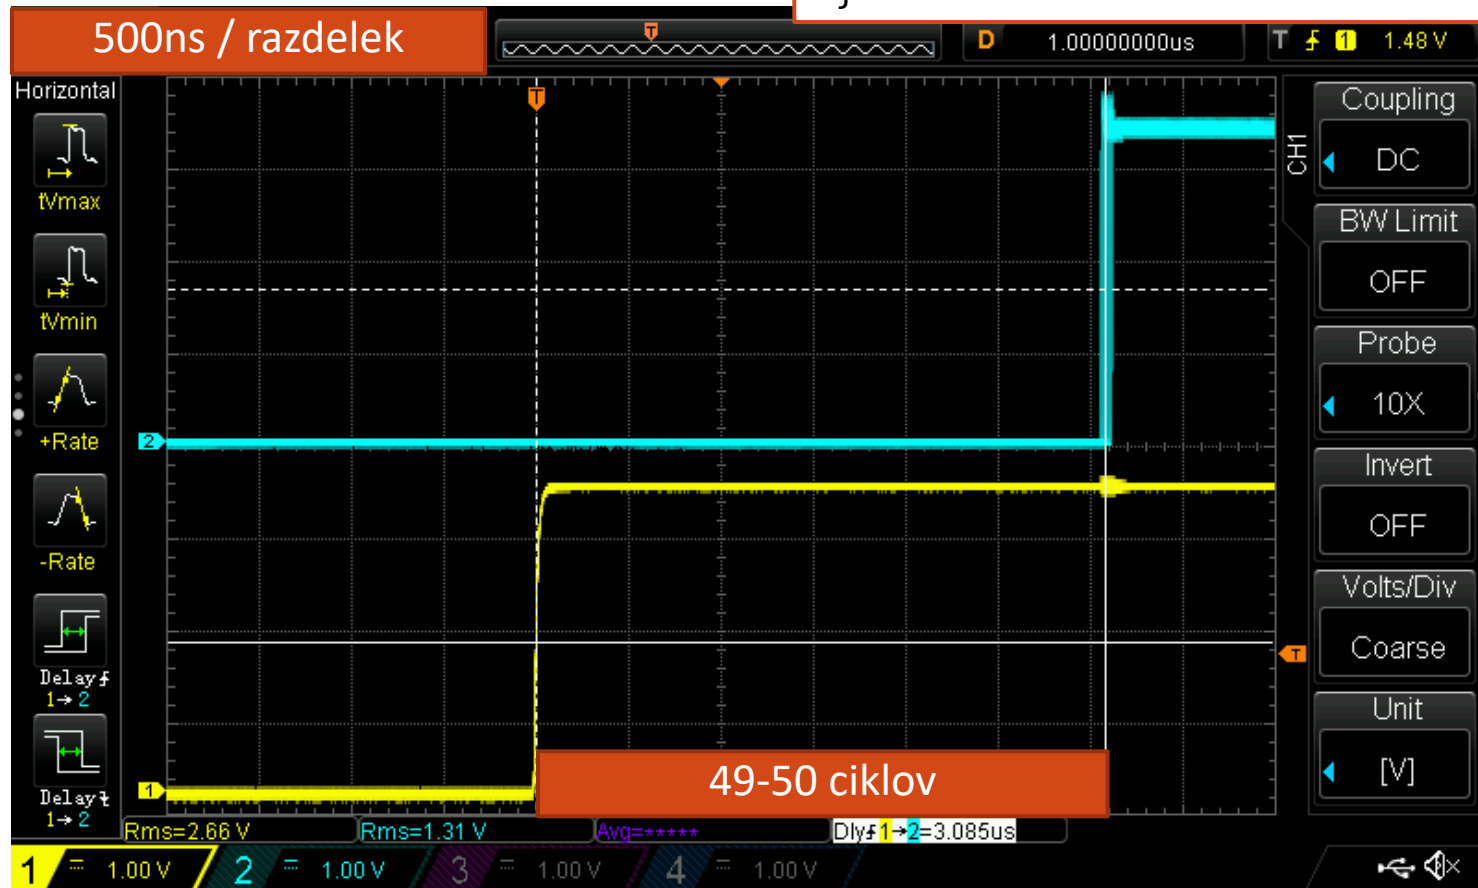 500ns / razdelek
T
D 1.00000000us
T 1 1.48 V
Horizontal
tVmax
tVmin
+Rate
-Rate
Delay
1→2
Delay
1→2
T
2
1
T
CH1
Coupling
DC
BW Limit
OFF
Probe
10X
Invert
OFF
Volts/Div
Coarse
Unit
[V]
49-50 ciklov
Rms=2.66 V
Rms=1.31 V
Avg=*****
Dly 1→2=3.085us
1 = 1.00 V
2 = 1.00 V
3 = 1.00 V
4 = 1.00 V